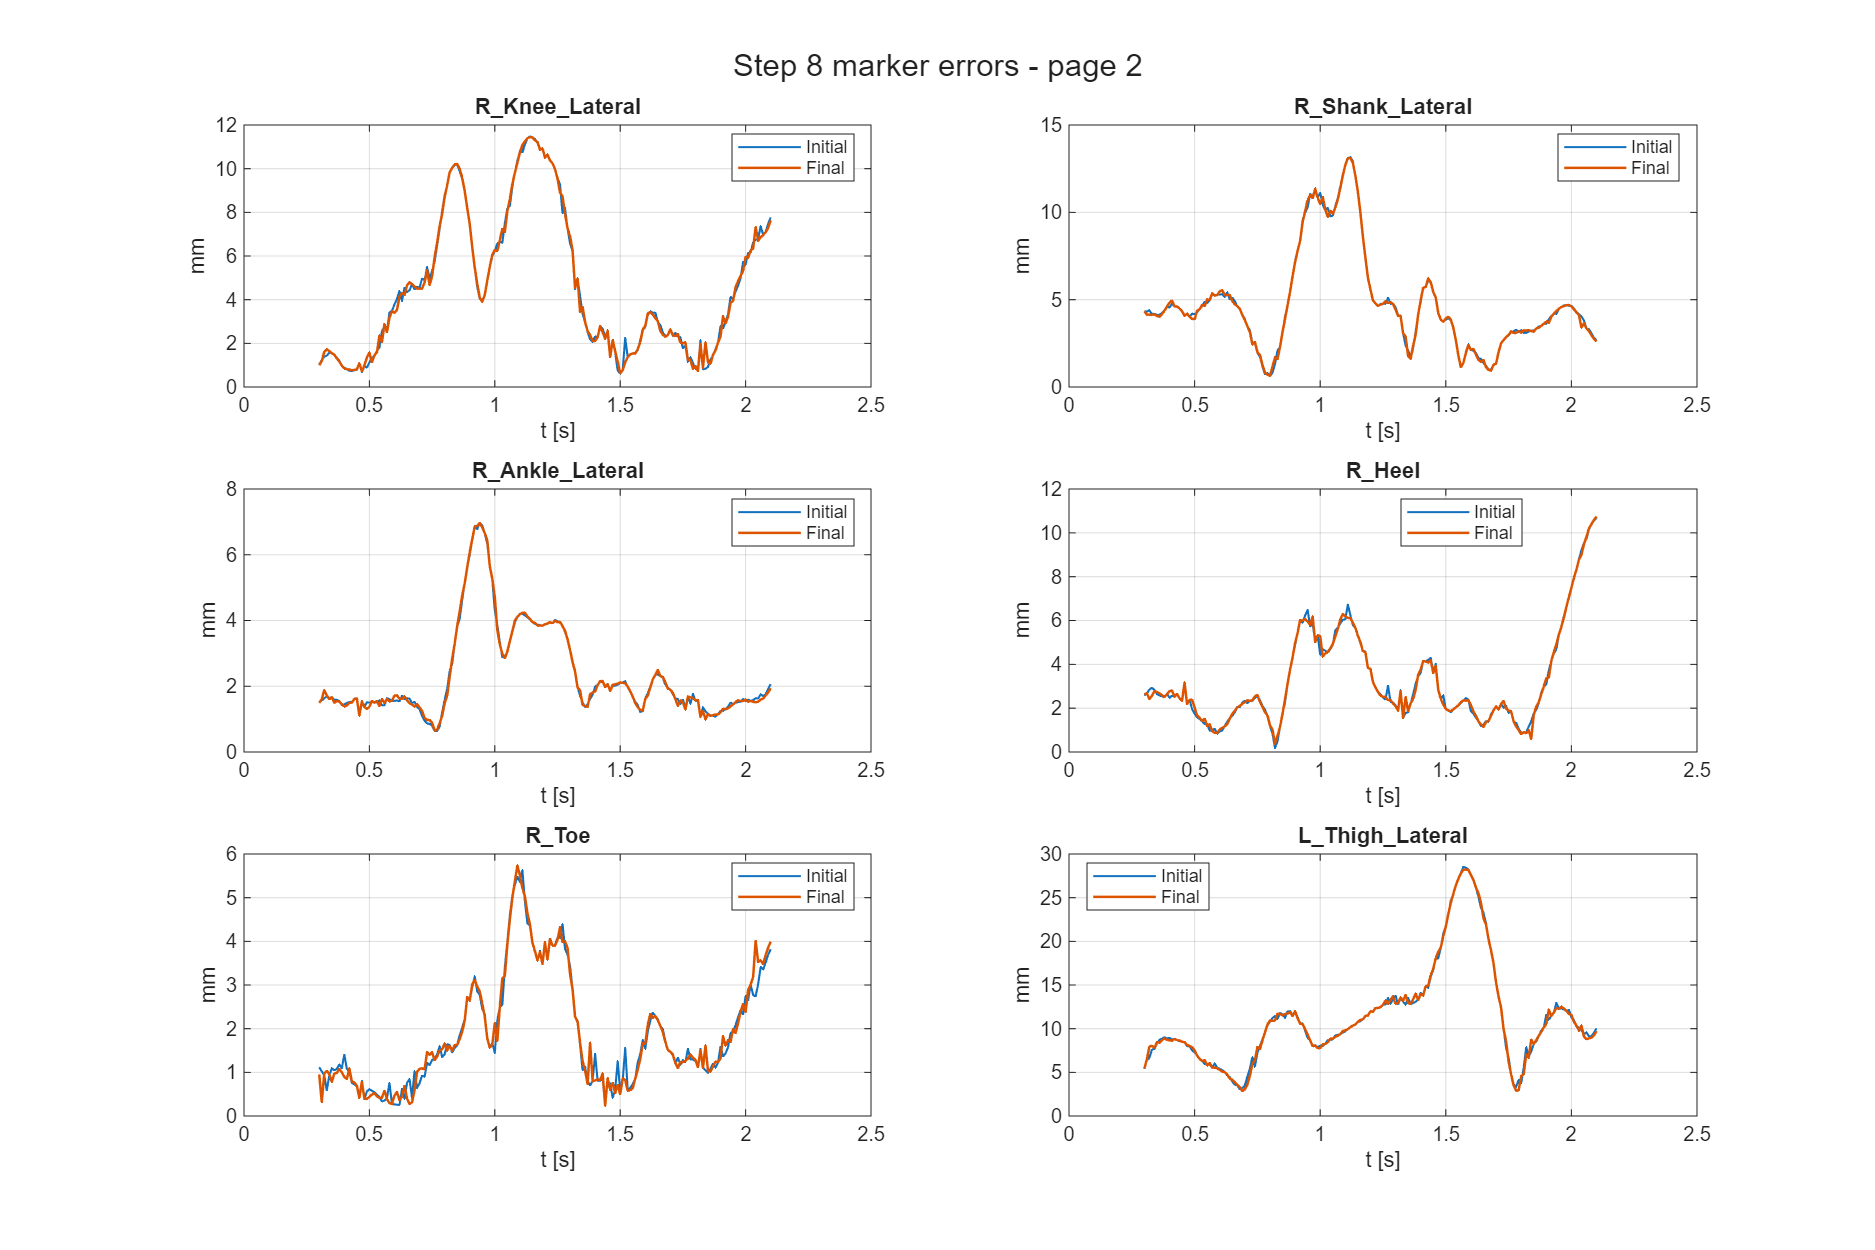 Step 8 marker errors - page 2
R_Knee_Lateral
12
10
8
6
4
2
0
mm
0 0.5 1 1.5 2 2.5
t [s]
Initial
Final
R_Shank_Lateral
15
10
5
0
mm
0 0.5 1 1.5 2 2.5
t [s]
Initial
Final
R_Ankle_Lateral
8
6
4
2
0
mm
0 0.5 1 1.5 2 2.5
t [s]
Initial
Final
R_Heel
12
10
8
6
4
2
0
mm
0 0.5 1 1.5 2 2.5
t [s]
Initial
Final
R_Toe
6
5
4
3
2
1
0
mm
0 0.5 1 1.5 2 2.5
t [s]
Initial
Final
L_Thigh_Lateral
30
25
20
15
10
5
0
mm
0 0.5 1 1.5 2 2.5
t [s]
Initial
Final